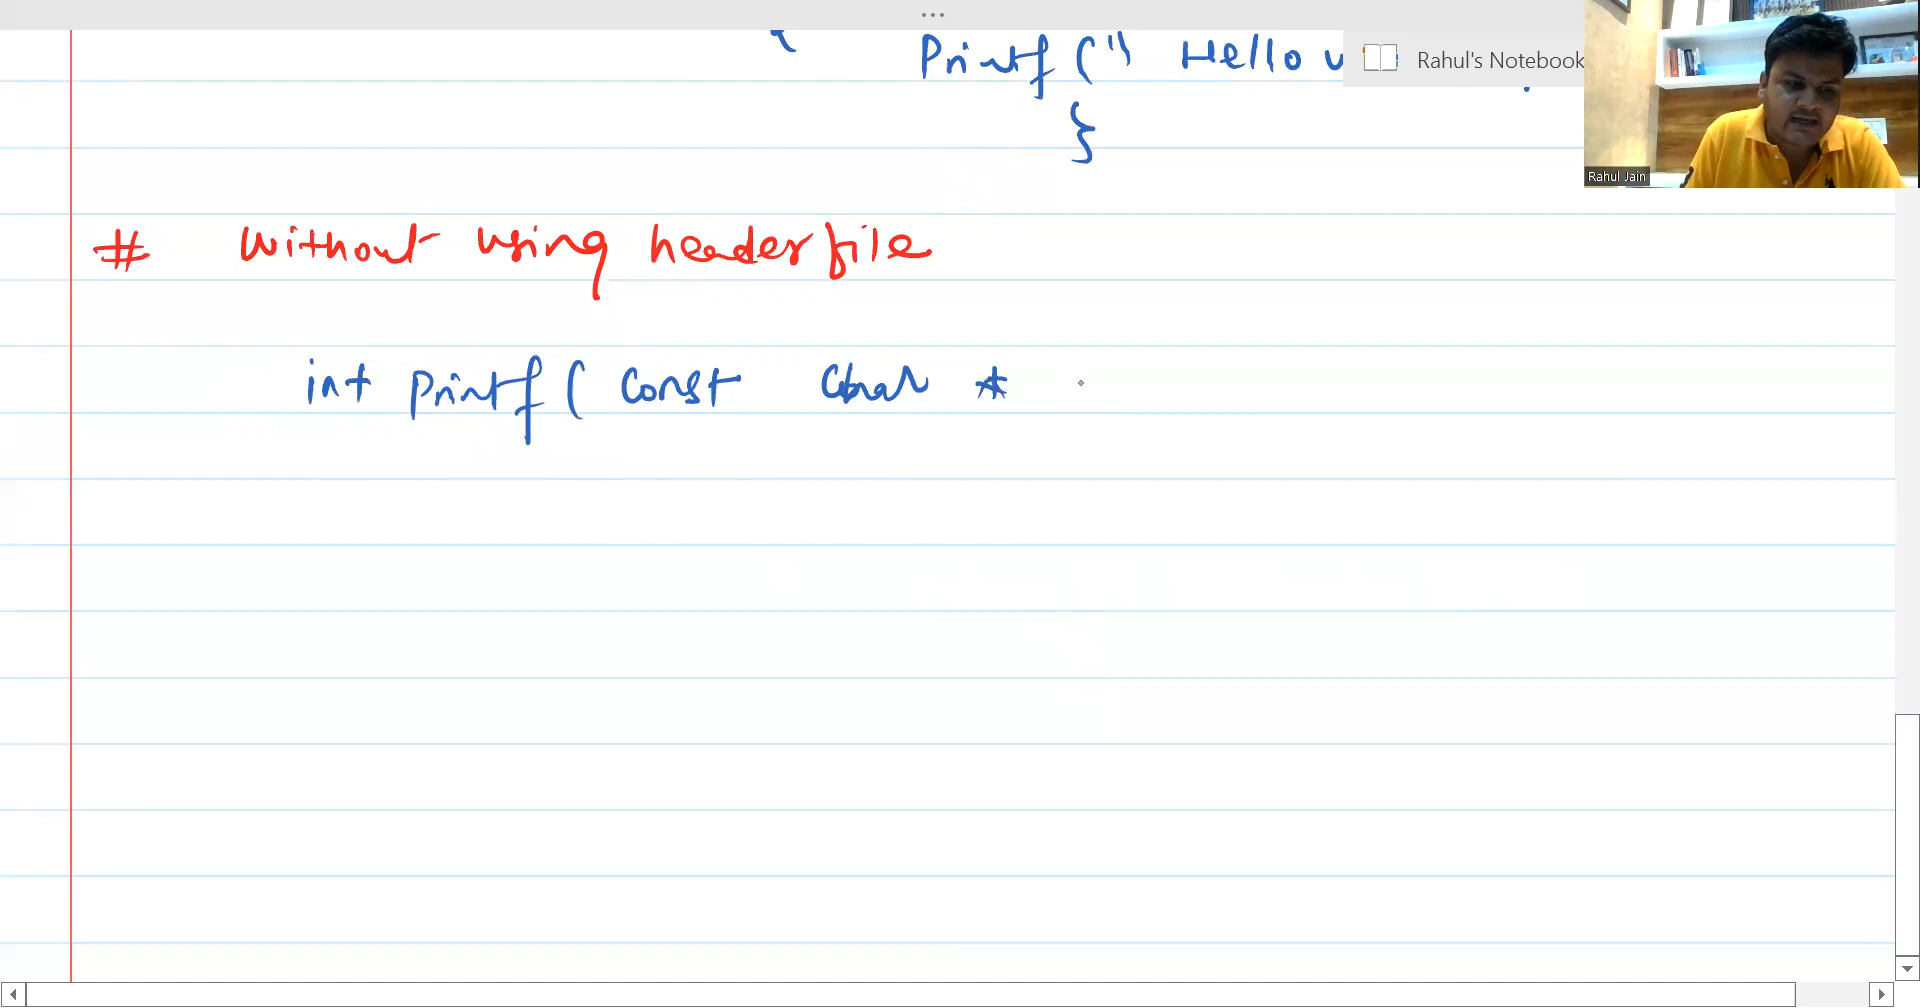 {
Printf (" Hello w
Rahul's Notebook
}
Rahul Jain
# Without using header file
int Printf ( Const Char *